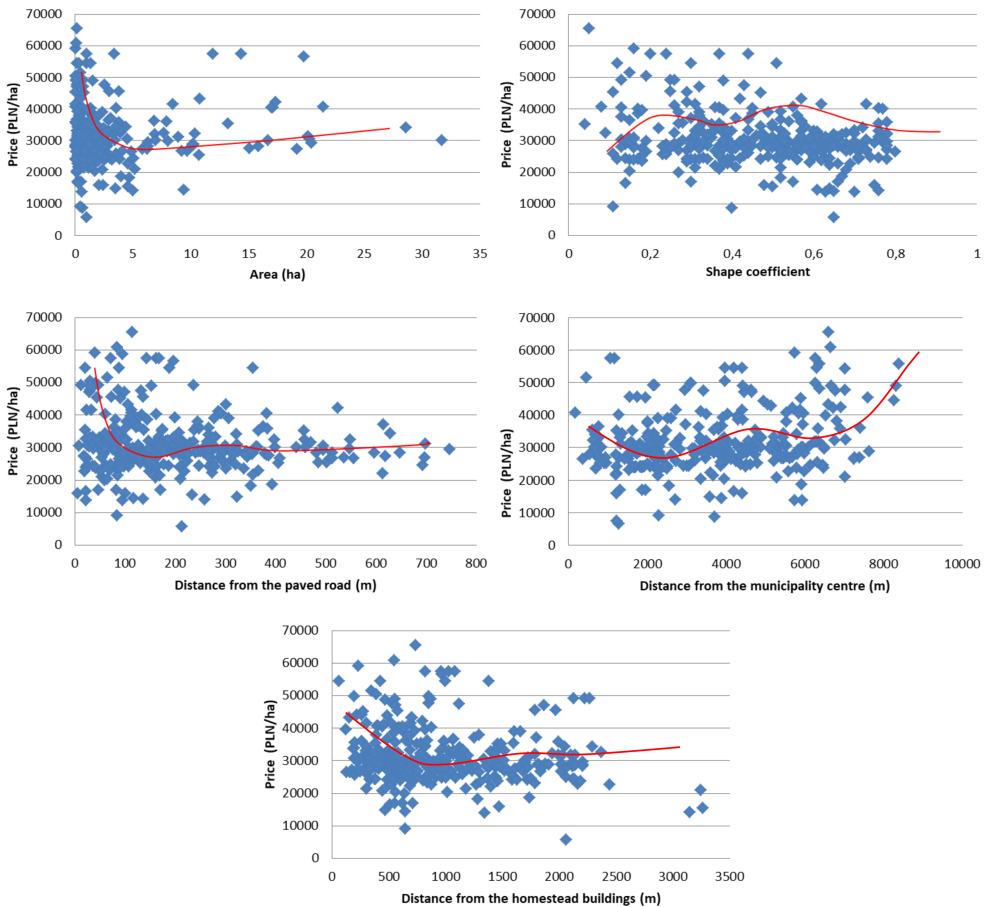 Price (PLN/ha)
70000
60000
50000
40000
30000
20000
10000
0
0 5 10 15 20 25 30 35
Area (ha)
Price (PLN/ha)
70000
60000
50000
40000
30000
20000
10000
0
0 0,2 0,4 0,6 0,8 1
Shape coefficient
Price (PLN/ha)
70000
60000
50000
40000
30000
20000
10000
0
0 100 200 300 400 500 600 700 800
Distance from the paved road (m)
Price (PLN/ha)
70000
60000
50000
40000
30000
20000
10000
0
0 2000 4000 6000 8000 10000
Distance from the municipality centre (m)
Price (PLN/ha)
70000
60000
50000
40000
30000
20000
10000
0
0 500 1000 1500 2000 2500 3000 3500
Distance from the homestead buildings (m)